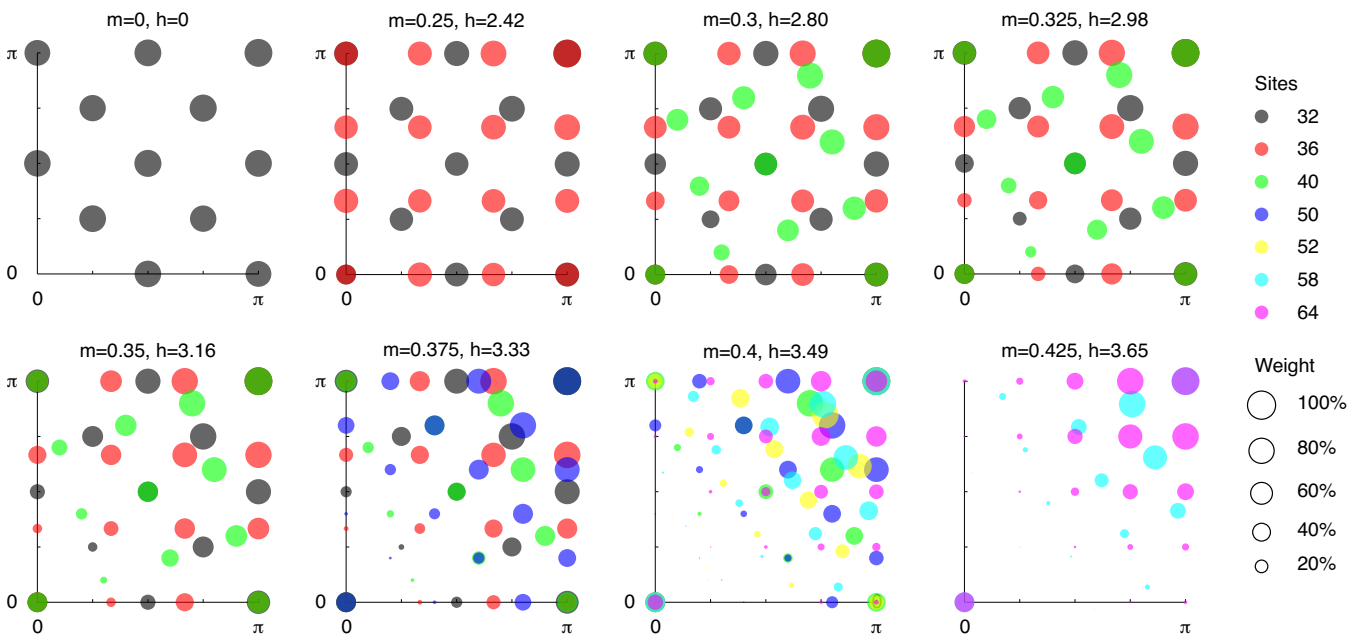 m=0, h=0
m=0.25, h=2.42
m=0.3, h=2.80
m=0.325, h=2.98
π
0
0
π
0
π
π
0
0
π
π
0
0
π
Sites
32
36
40
50
52
58
64
m=0.35, h=3.16
m=0.375, h=3.33
m=0.4, h=3.49
m=0.425, h=3.65
π
0
0
π
π
0
0
π
π
0
0
π
0
π
Weight
100%
80%
60%
40%
20%